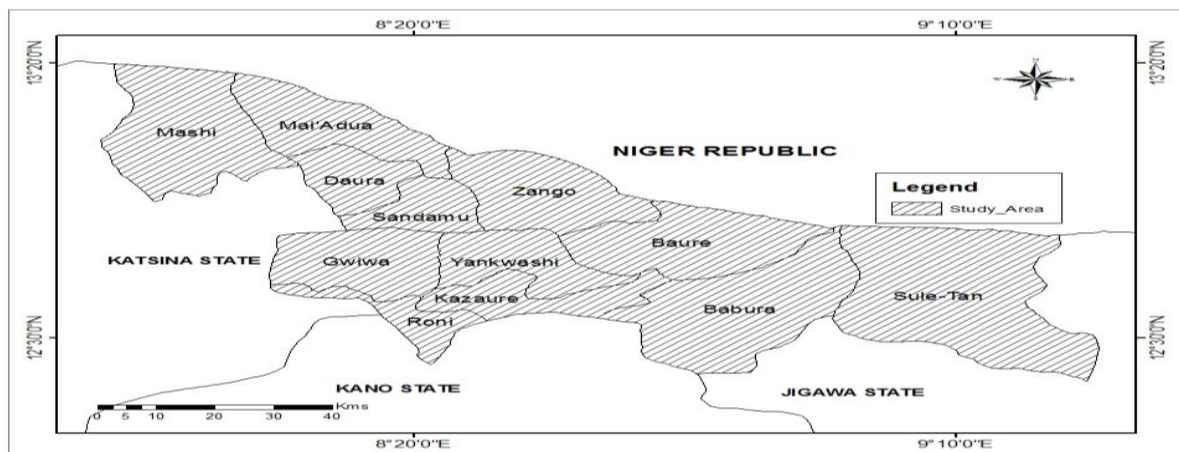 8°20'0"E
9°10'0"E
13°20'0"N
13°20'0"N
Mashi
Mai'Adua
NIGER REPUBLIC
Daura
Zango
Legend
Study_Area
Sandamu
Baure
KATSINA STATE
Gwiwa
Yankwashi
Kazaure
Sule-Tan
Babura
Roni
12°30'0"N
12°30'0"N
KANO STATE
JIGAWA STATE
Kms
0 5 10 20 30 40
8°20'0"E
9°10'0"E